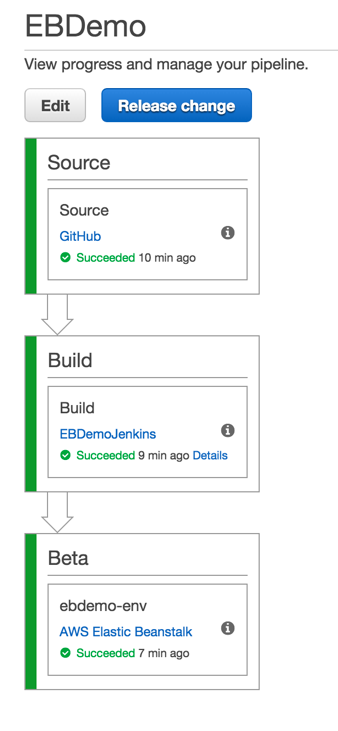 EBDemo
View progress and manage your pipeline.
Edit
Release change
Source
Source
GitHub
Succeeded 10 min ago
Build
Build
EBDemoJenkins
Succeeded 9 min ago Details
Beta
ebdemo-env
AWS Elastic Beanstalk
Succeeded 7 min ago